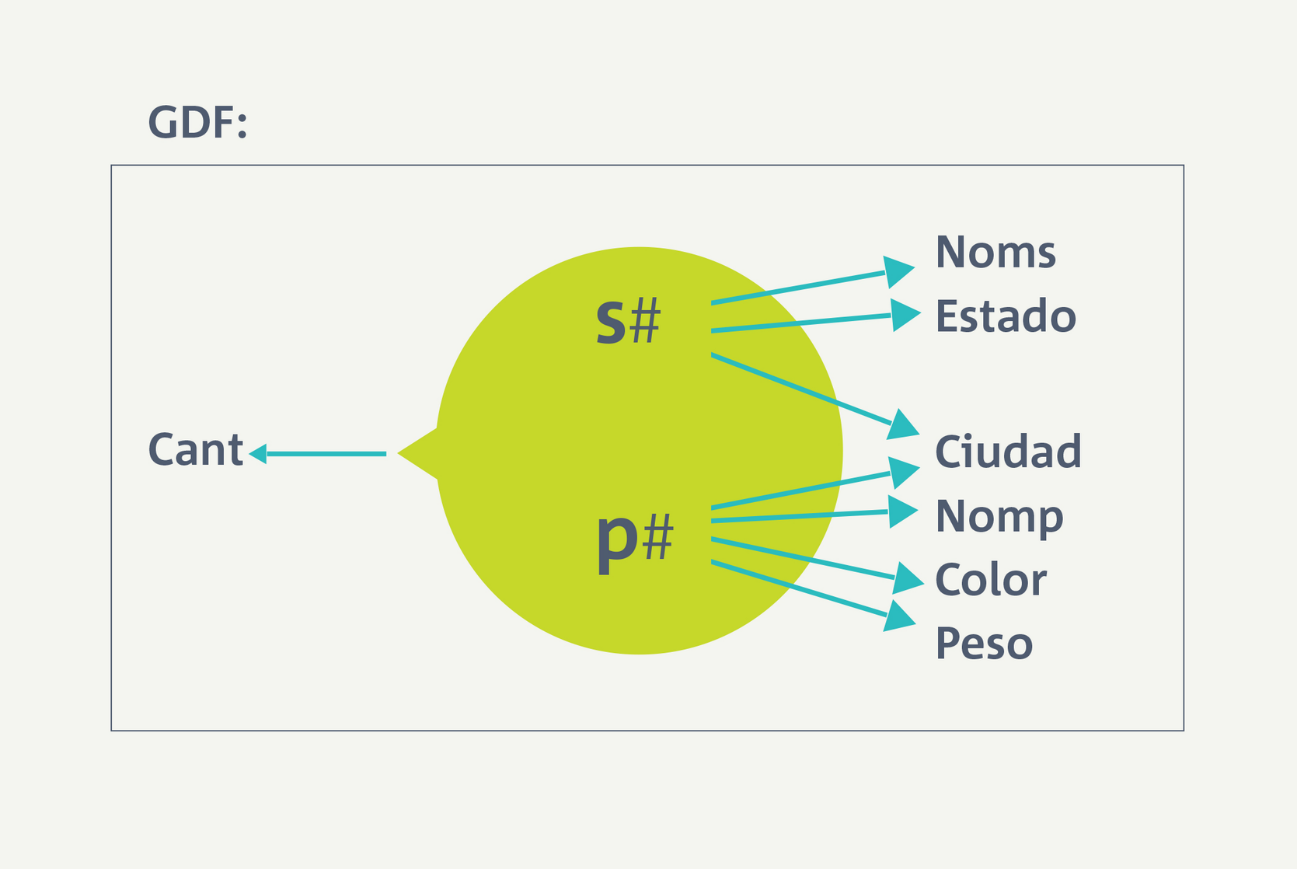 GDF:
Noms
s#
Estado
Cant
Ciudad
p#
Nomp
Color
Peso